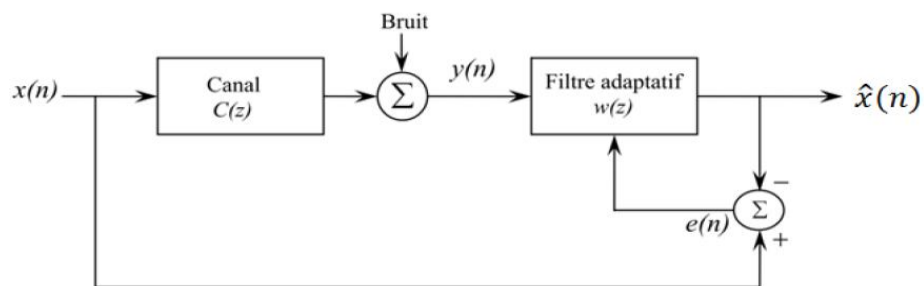 Bruit
x(n)
Canal
C(z)
Σ
y(n)
Filtre adaptatif
w(z)
x̂(n)
−
Σ
e(n)
+